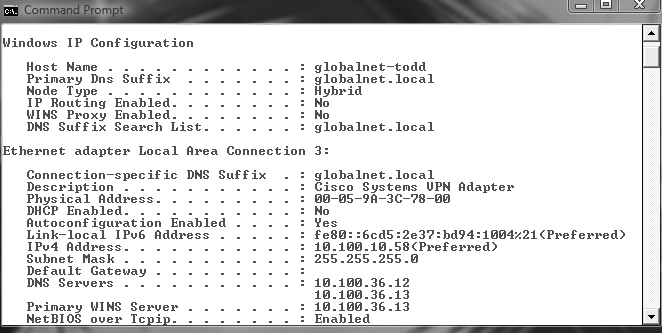 Command Prompt
Windows IP Configuration
Host Name . . . . . . . . . . . . : globalnet-todd
Primary Dns Suffix . . . . . . . : globalnet.local
Node Type . . . . . . . . . . . . : Hybrid
IP Routing Enabled. . . . . . . . : No
WINS Proxy Enabled. . . . . . . . : No
DNS Suffix Search List. . . . . . : globalnet.local
Ethernet adapter Local Area Connection 3:
Connection-specific DNS Suffix . : globalnet.local
Description . . . . . . . . . . . : Cisco Systems VPN Adapter
Physical Address. . . . . . . . . : 00-05-9A-3C-78-00
DHCP Enabled. . . . . . . . . . . : No
Autoconfiguration Enabled . . . . : Yes
Link-local IPv6 Address . . . . . : fe80::6cd5:2e37:bd94:1004%21(Preferred)
IPv4 Address. . . . . . . . . . . : 10.100.10.58(Preferred)
Subnet Mask . . . . . . . . . . . : 255.255.255.0
Default Gateway . . . . . . . . . :
DNS Servers . . . . . . . . . . . : 10.100.36.12
10.100.36.13
Primary WINS Server . . . . . . . : 10.100.36.13
NetBIOS over Tcpip. . . . . . . . : Enabled